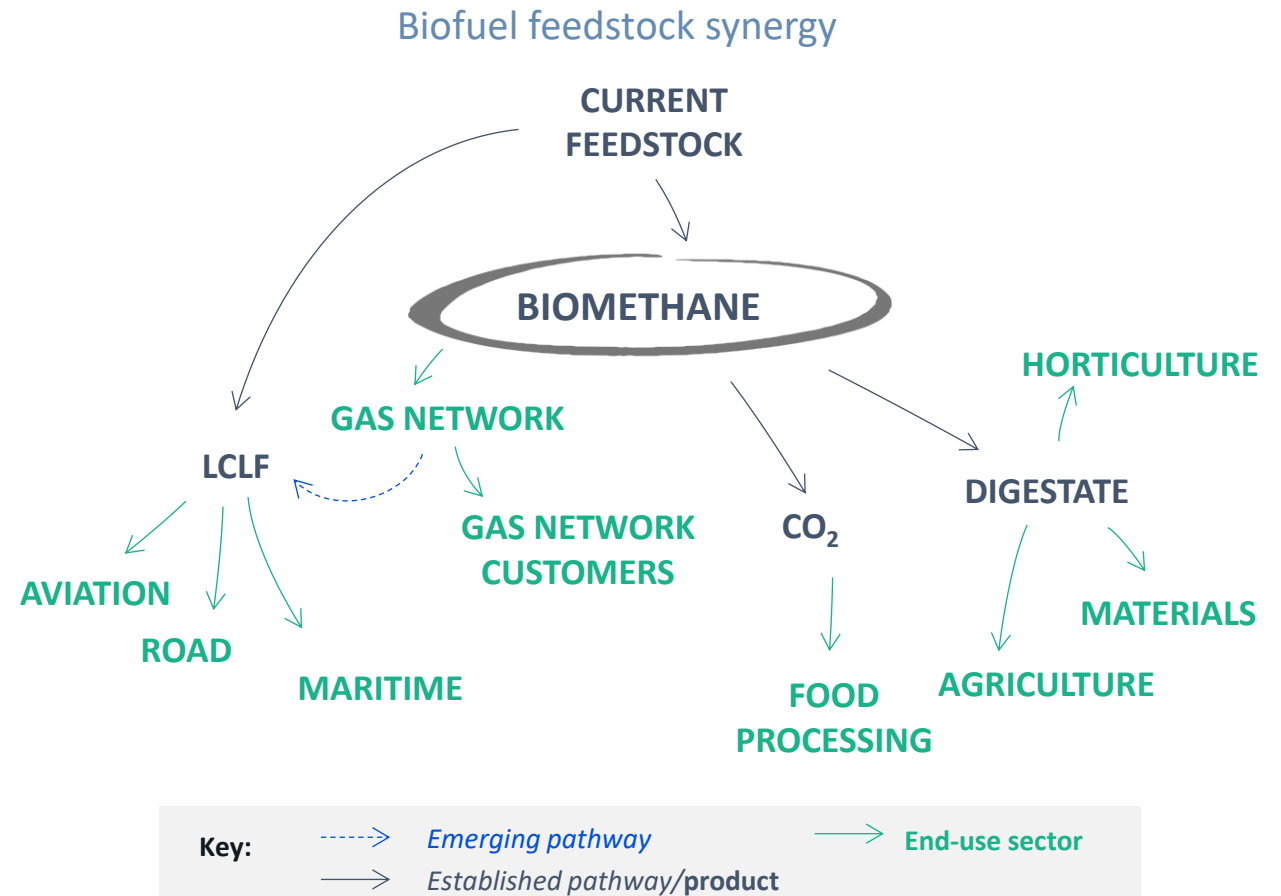 Biofuel feedstock synergy
CURRENT
FEEDSTOCK
BIOMETHANE
HORTICULTURE
GAS NETWORK
LCLF
DIGESTATE
GAS NETWORK
CUSTOMERS
CO₂
AVIATION
MATERIALS
ROAD
MARITIME
AGRICULTURE
FOOD
PROCESSING
Key:
Emerging pathway
End-use sector
Established pathway/product